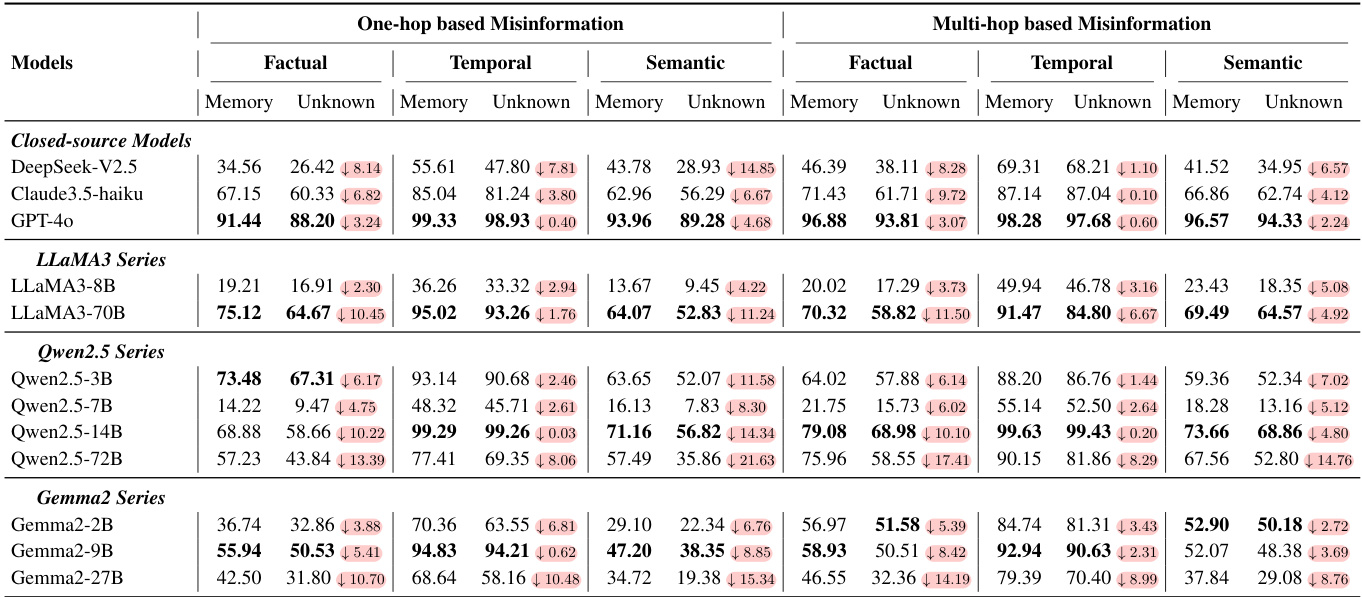 One-hop based Misinformation Multi-hop based Misinformation
Models Factual Temporal Semantic Factual Temporal Semantic
Memory Unknown Memory Unknown Memory Unknown Memory Unknown Memory Unknown Memory Unknown
Closed-source Models
DeepSeek-V2.5 34.56 26.42 ↓ 8.14 55.61 47.80 ↓ 7.81 43.78 28.93 ↓ 14.85 46.39 38.11 ↓ 8.28 69.31 68.21 ↓ 1.10 41.52 34.95 ↓ 6.57
Claude3.5-haiku 67.15 60.33 ↓ 6.82 85.04 81.24 ↓ 3.80 62.96 56.29 ↓ 6.67 71.43 61.71 ↓ 9.72 87.14 87.04 ↓ 0.10 66.86 62.74 ↓ 4.12
GPT-4o 91.44 88.20 ↓ 3.24 99.33 98.93 ↓ 0.40 93.96 89.28 ↓ 4.68 96.88 93.81 ↓ 3.07 98.28 97.68 ↓ 0.60 96.57 94.33 ↓ 2.24
LLaMA3 Series
LLaMA3-8B 19.21 16.91 ↓ 2.30 36.26 33.32 ↓ 2.94 13.67 9.45 ↓ 4.22 20.02 17.29 ↓ 3.73 49.94 46.78 ↓ 3.16 23.43 18.35 ↓ 5.08
LLaMA3-70B 75.12 64.67 ↓ 10.45 95.02 93.26 ↓ 1.76 64.07 52.83 ↓ 11.24 70.32 58.82 ↓ 11.50 91.47 84.80 ↓ 6.67 69.49 64.57 ↓ 4.92
Qwen2.5 Series
Qwen2.5-3B 73.48 67.31 ↓ 6.17 93.14 90.68 ↓ 2.46 63.65 52.07 ↓ 11.58 64.02 57.88 ↓ 6.14 88.20 86.76 ↓ 1.44 59.36 52.34 ↓ 7.02
Qwen2.5-7B 14.22 9.47 ↓ 4.75 48.32 45.71 ↓ 2.61 16.13 7.83 ↓ 8.30 21.75 15.73 ↓ 6.02 55.14 52.50 ↓ 2.64 18.28 13.16 ↓ 5.12
Qwen2.5-14B 68.88 58.66 ↓ 10.22 99.29 99.26 ↓ 0.03 71.16 56.82 ↓ 14.34 79.08 68.98 ↓ 10.10 99.63 99.43 ↓ 0.20 73.66 68.86 ↓ 4.80
Qwen2.5-72B 57.23 43.84 ↓ 13.39 77.41 69.35 ↓ 8.06 57.49 35.86 ↓ 21.63 75.96 58.55 ↓ 17.41 90.15 81.86 ↓ 8.29 67.56 52.80 ↓ 14.76
Gemma2 Series
Gemma2-2B 36.74 32.86 ↓ 3.88 70.36 63.55 ↓ 6.81 29.10 22.34 ↓ 6.76 56.97 51.58 ↓ 5.39 84.74 81.31 ↓ 3.43 52.90 50.18 ↓ 2.72
Gemma2-9B 55.94 50.53 ↓ 5.41 94.83 94.21 ↓ 0.62 47.20 38.35 ↓ 8.85 58.93 50.51 ↓ 8.42 92.94 90.63 ↓ 2.31 52.07 48.38 ↓ 3.69
Gemma2-27B 42.50 31.80 ↓ 10.70 68.64 58.16 ↓ 10.48 34.72 19.38 ↓ 15.34 46.55 32.36 ↓ 14.19 79.39 70.40 ↓ 8.99 37.84 29.08 ↓ 8.76